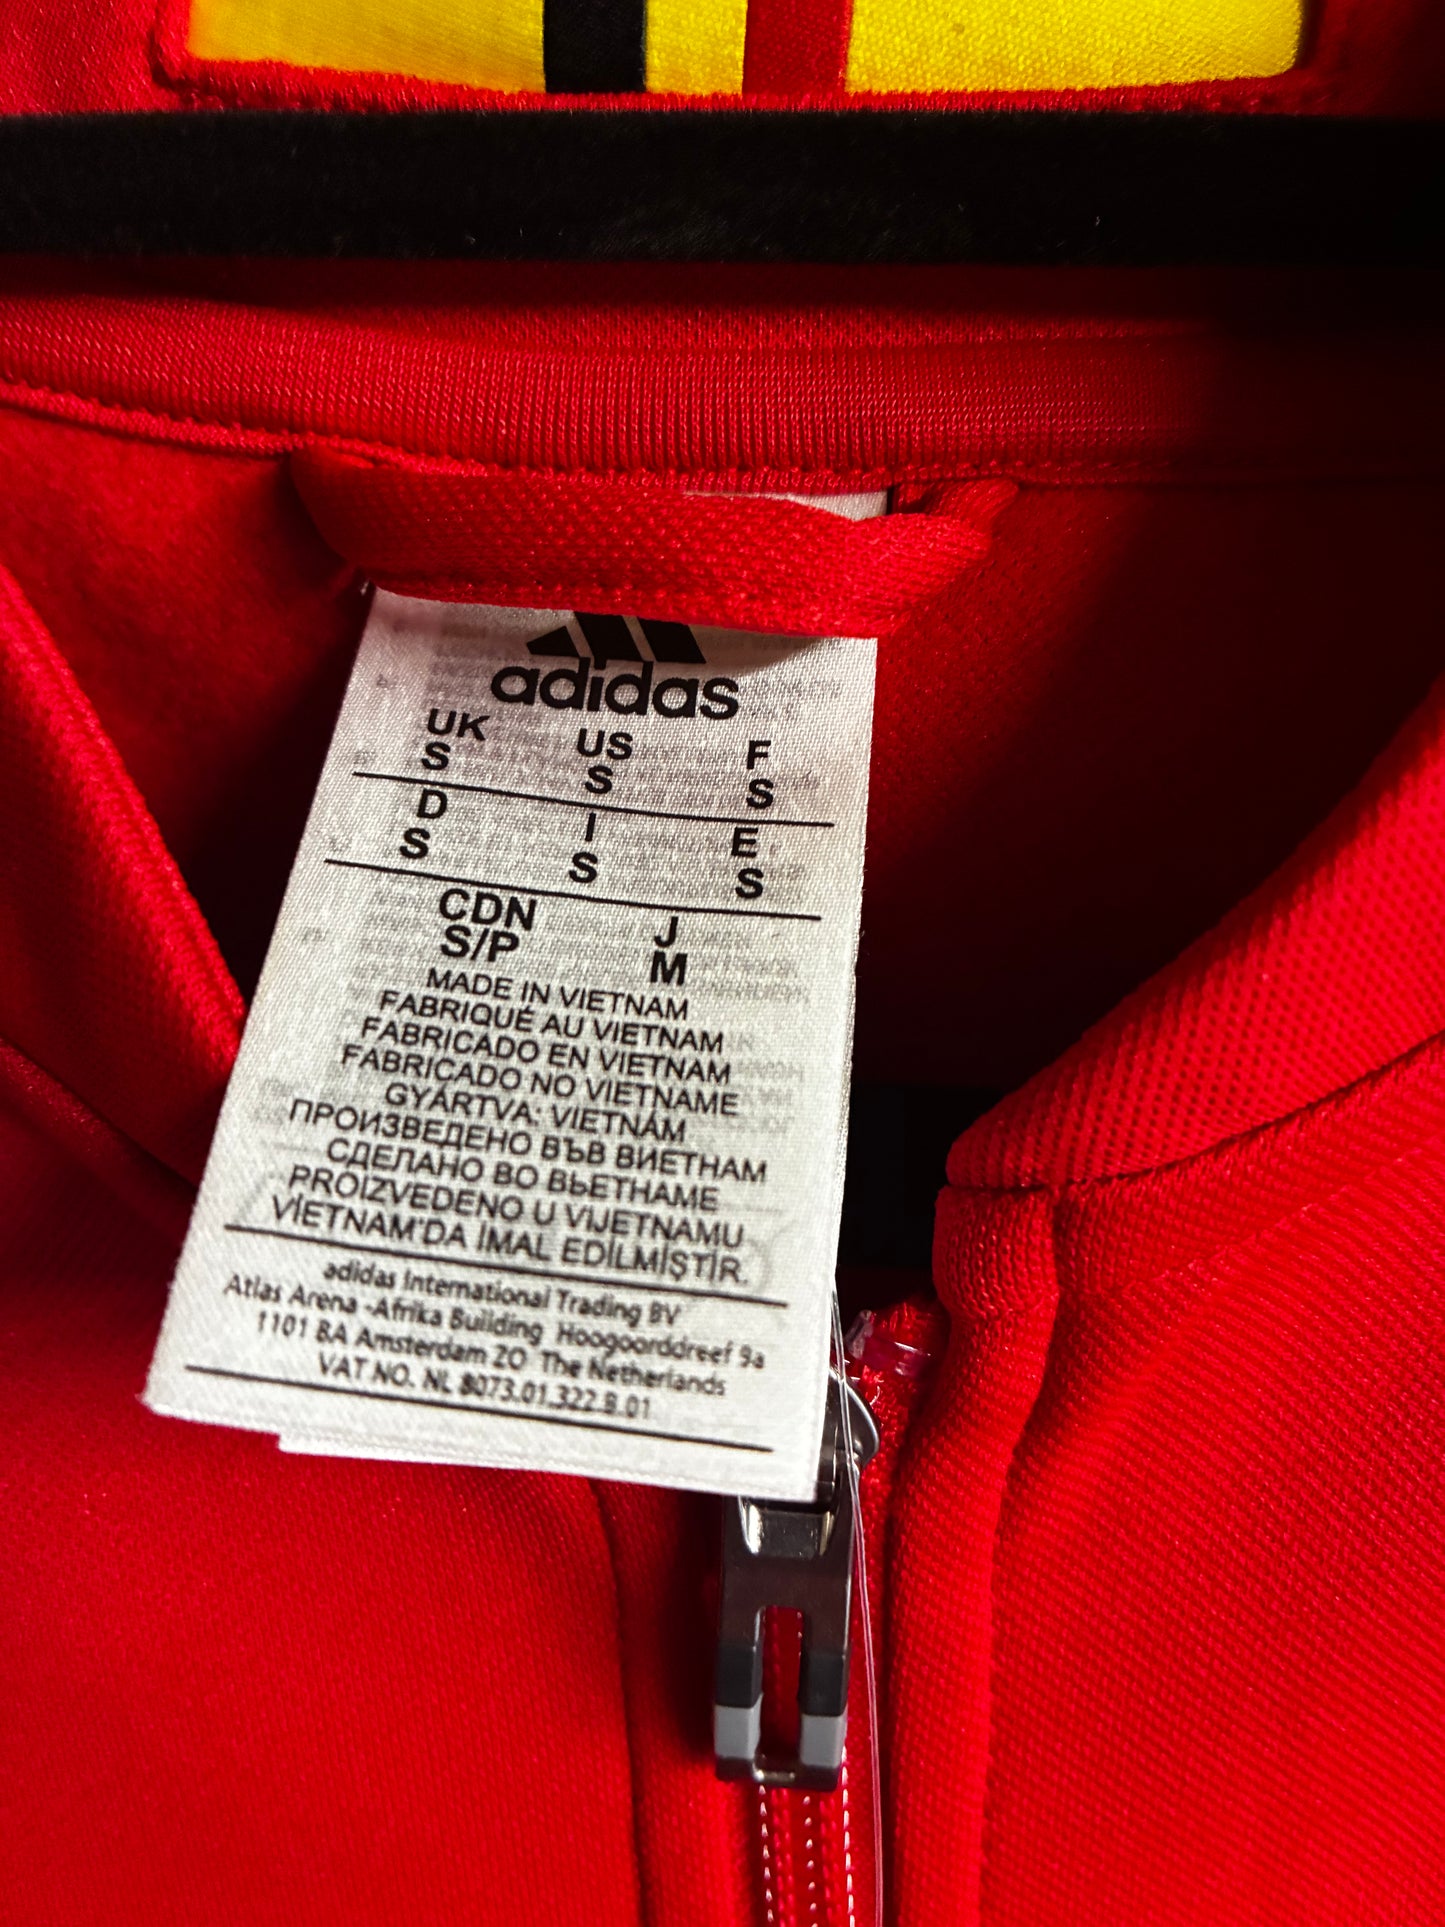 adidas
UK US F
S S S
D I E
S S S
CDN J
S/P M
MADE IN VIETNAM
FABRIQUÉ AU VIETNAM
FABRICADO EN VIETNAM
FABRICADO NO VIETNAME
GYÁRTVA: VIETNÁM
ПРОИЗВЕДЕНО ВЪВ ВИЕТНАМ
СДЕЛАНО ВО ВЬЕТНАМЕ
PROIZVEDENO U VIJETNAMU
VİETNAM'DA İMAL EDİLMİŞTİR.
adidas International Trading BV
Atlas Arena -Afrika Building Hoogoorddreef 9a
1101 BA Amsterdam ZO The Netherlands
VAT NO. NL 8073.01.322.B.01